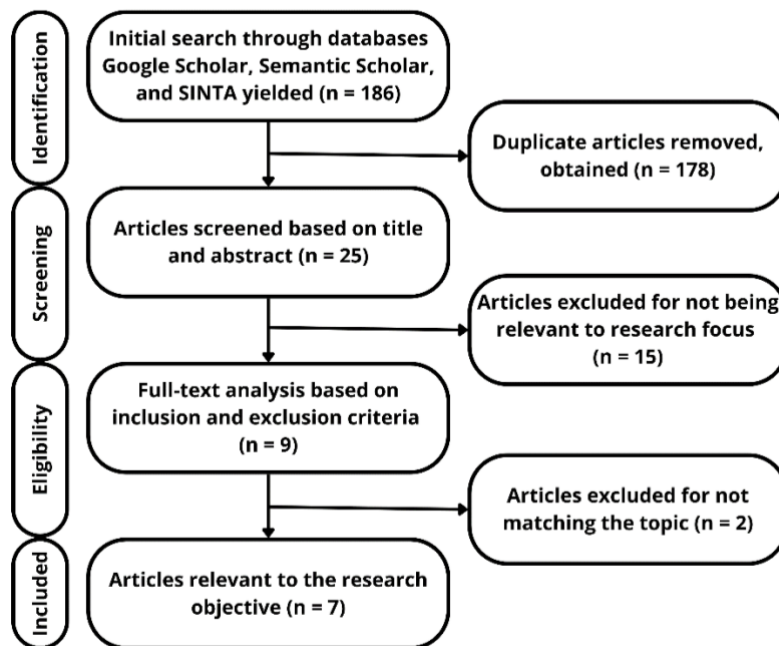 Identification
Initial search through databases
Google Scholar, Semantic Scholar,
and SINTA yielded (n = 186)
Duplicate articles removed,
obtained (n = 178)
Screening
Articles screened based on title
and abstract (n = 25)
Articles excluded for not being
relevant to research focus
(n = 15)
Eligibility
Full-text analysis based on
inclusion and exclusion criteria
(n = 9)
Articles excluded for not
matching the topic (n = 2)
Included
Articles relevant to the research
objective (n = 7)